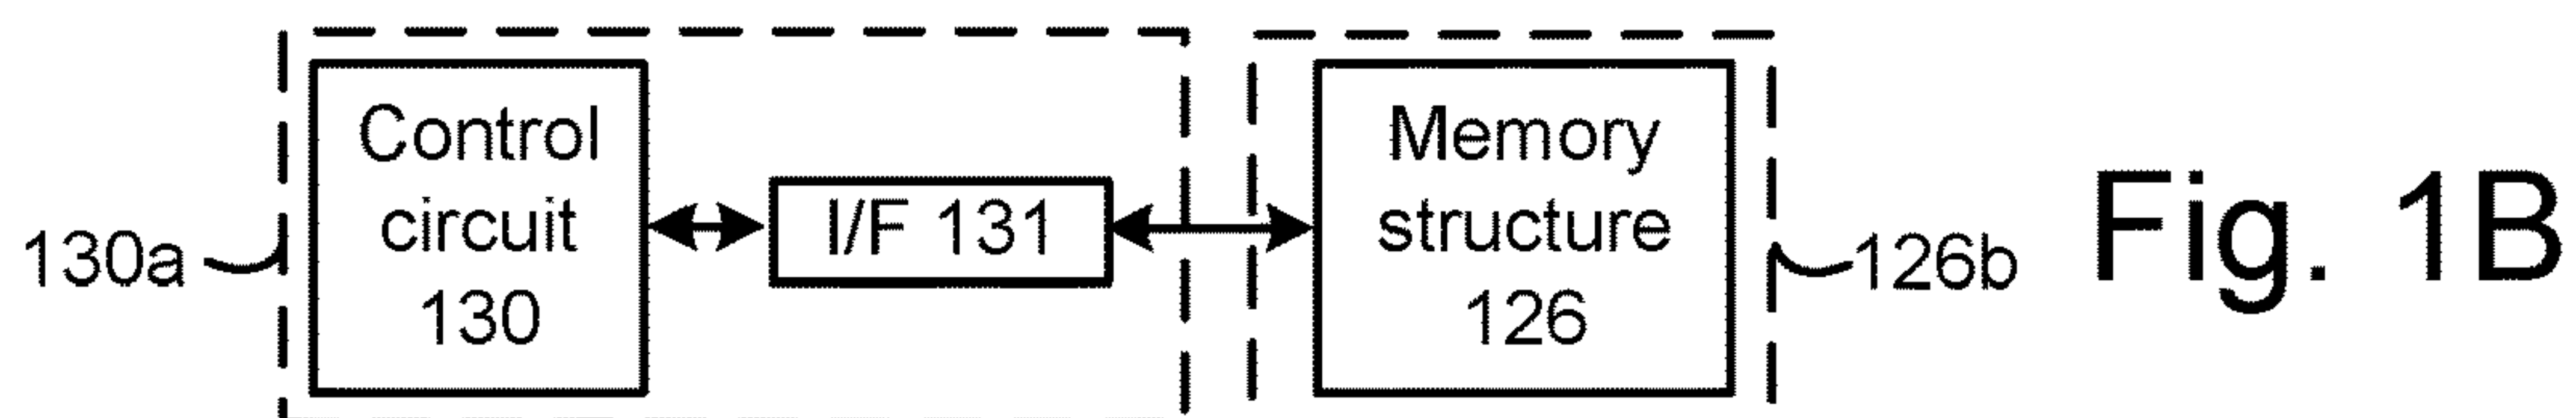 130a
Control
circuit
130
I/F 131
Memory
structure
126
126b
Fig. 1B